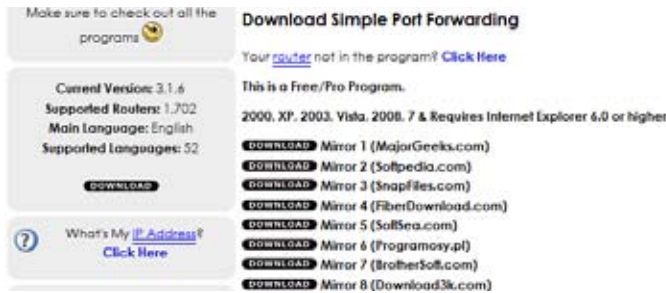 Make sure to check out all the
programs
Current Version: 3.1.6
Supported Routers: 1,702
Main Language: English
Supported Languages: 52
DOWNLOAD
What's My IP Address?
Click Here
Download Simple Port Forwarding
Your router not in the program? Click Here
This is a Free/Pro Program.
2000, XP, 2003, Vista, 2008, 7 & Requires Internet Explorer 6.0 or higher
DOWNLOAD Mirror 1 (MajorGeeks.com)
DOWNLOAD Mirror 2 (Softpedia.com)
DOWNLOAD Mirror 3 (SnapFiles.com)
DOWNLOAD Mirror 4 (FiberDownload.com)
DOWNLOAD Mirror 5 (SoftSea.com)
DOWNLOAD Mirror 6 (Programosy.pl)
DOWNLOAD Mirror 7 (BrotherSoft.com)
DOWNLOAD Mirror 8 (Download3k.com)